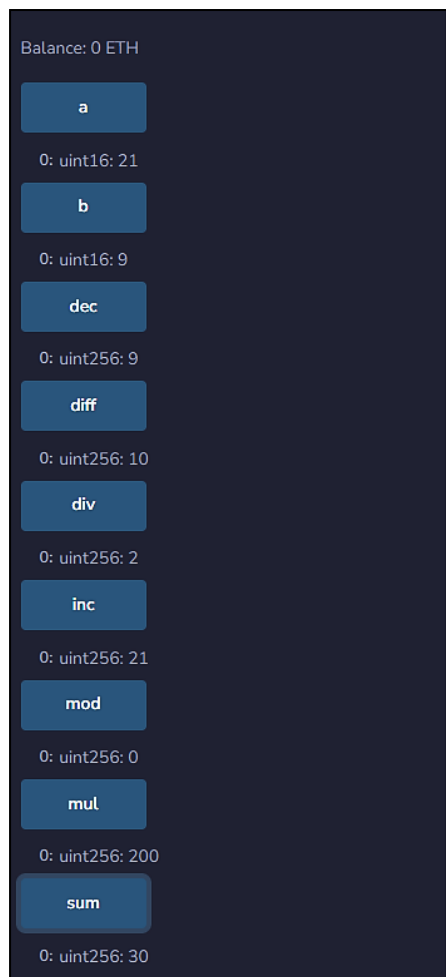 Balance: 0 ETH
a
0: uint16: 21
b
0: uint16: 9
dec
0: uint256: 9
diff
0: uint256: 10
div
0: uint256: 2
inc
0: uint256: 21
mod
0: uint256: 0
mul
0: uint256: 200
sum
0: uint256: 30